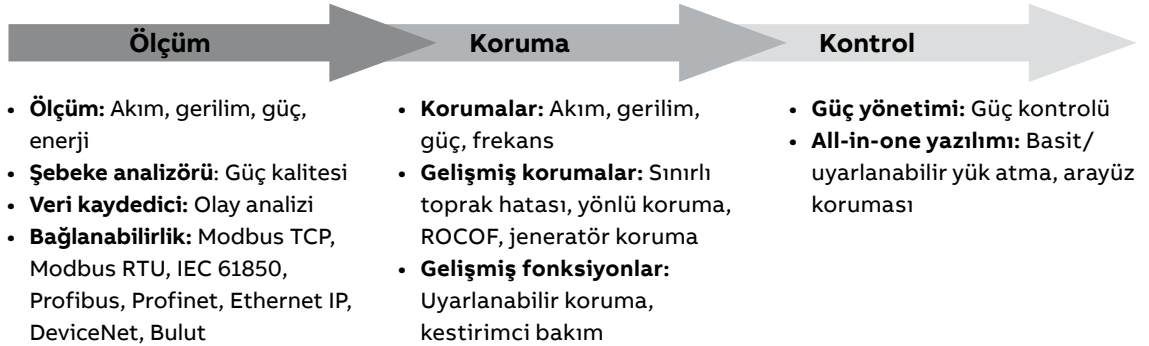 Ölçüm
• Ölçüm: Akım, gerilim, güç,
enerji
• Şebeke analizörü: Güç kalitesi
• Veri kaydedici: Olay analizi
• Bağlanabilirlik: Modbus TCP,
Modbus RTU, IEC 61850,
Profibus, Profinet, Ethernet IP,
DeviceNet, Bulut
Koruma
• Korumalar: Akım, gerilim,
güç, frekans
• Gelişmiş korumalar: Sınırlı
toprak hatası, yönlü koruma,
ROCOF, jeneratör koruma
• Gelişmiş fonksiyonlar:
Uyarlanabilir koruma,
kestirimci bakım
Kontrol
• Güç yönetimi: Güç kontrolü
• All-in-one yazılımı: Basit/
uyarlanabilir yük atma, arayüz
koruması